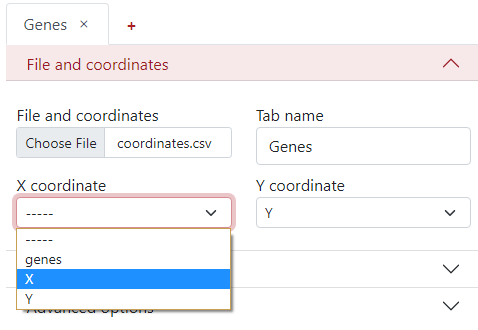 Genes × +
File and coordinates
File and coordinates Tab name
Choose File coordinates.csv Genes
X coordinate Y coordinate
----- Y
-----
genes
X
Y
Advanced options